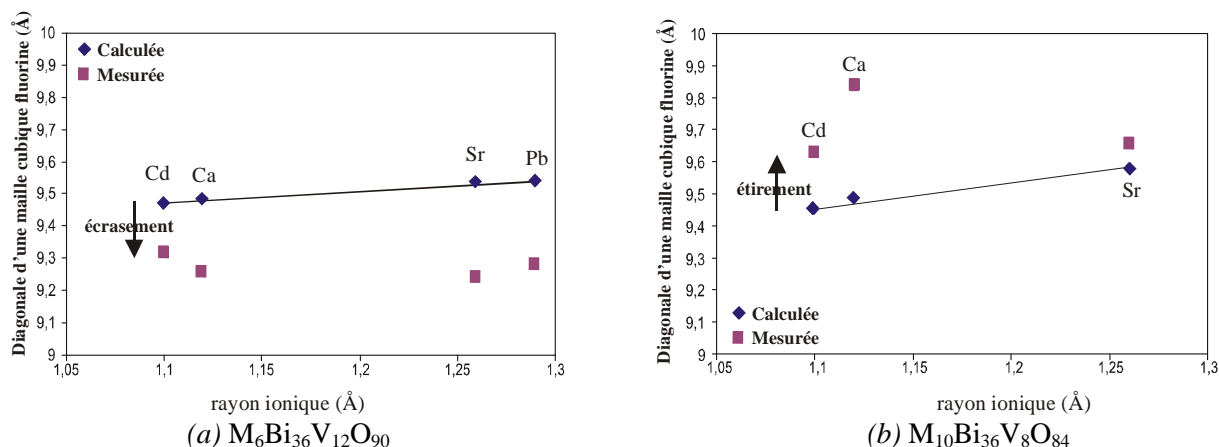 Diagonale d'une maille cubique fluorine (Å)
10
9,9
9,8
9,7
9,6
9,5
9,4
9,3
9,2
9,1
9
Calculée
Mesurée
Cd
Ca
Sr
Pb
écrasement
1,05
1,1
1,15
1,2
1,25
1,3
rayon ionique (Å)
(a) M6Bi36V12O90
Diagonale d'une maille cubique fluorine (Å)
10
9,9
9,8
9,7
9,6
9,5
9,4
9,3
9,2
9,1
9
Ca
Cd
étirement
Sr
Calculée
Mesurée
1,05
1,1
1,15
1,2
1,25
1,3
rayon ionique (Å)
(b) M10Bi36V8O84